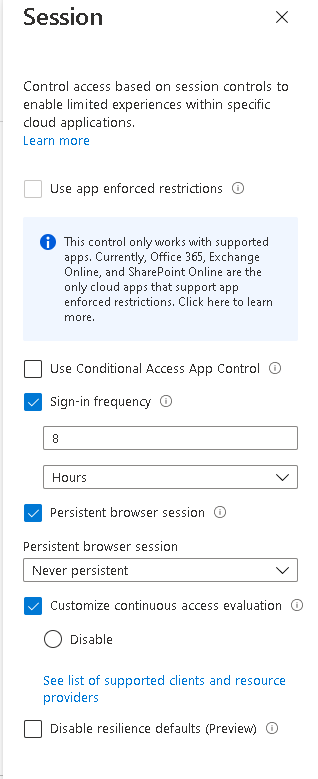 Session
Control access based on session controls to
enable limited experiences within specific
cloud applications.
Learn more
Use app enforced restrictions
This control only works with supported
apps. Currently, Office 365, Exchange
Online, and SharePoint Online are the
only cloud apps that support app
enforced restrictions. Click here to learn
more.
Use Conditional Access App Control
Sign-in frequency
8
Hours
Persistent browser session
Persistent browser session
Never persistent
Customize continuous access evaluation
Disable
See list of supported clients and resource
providers
Disable resilience defaults (Preview)